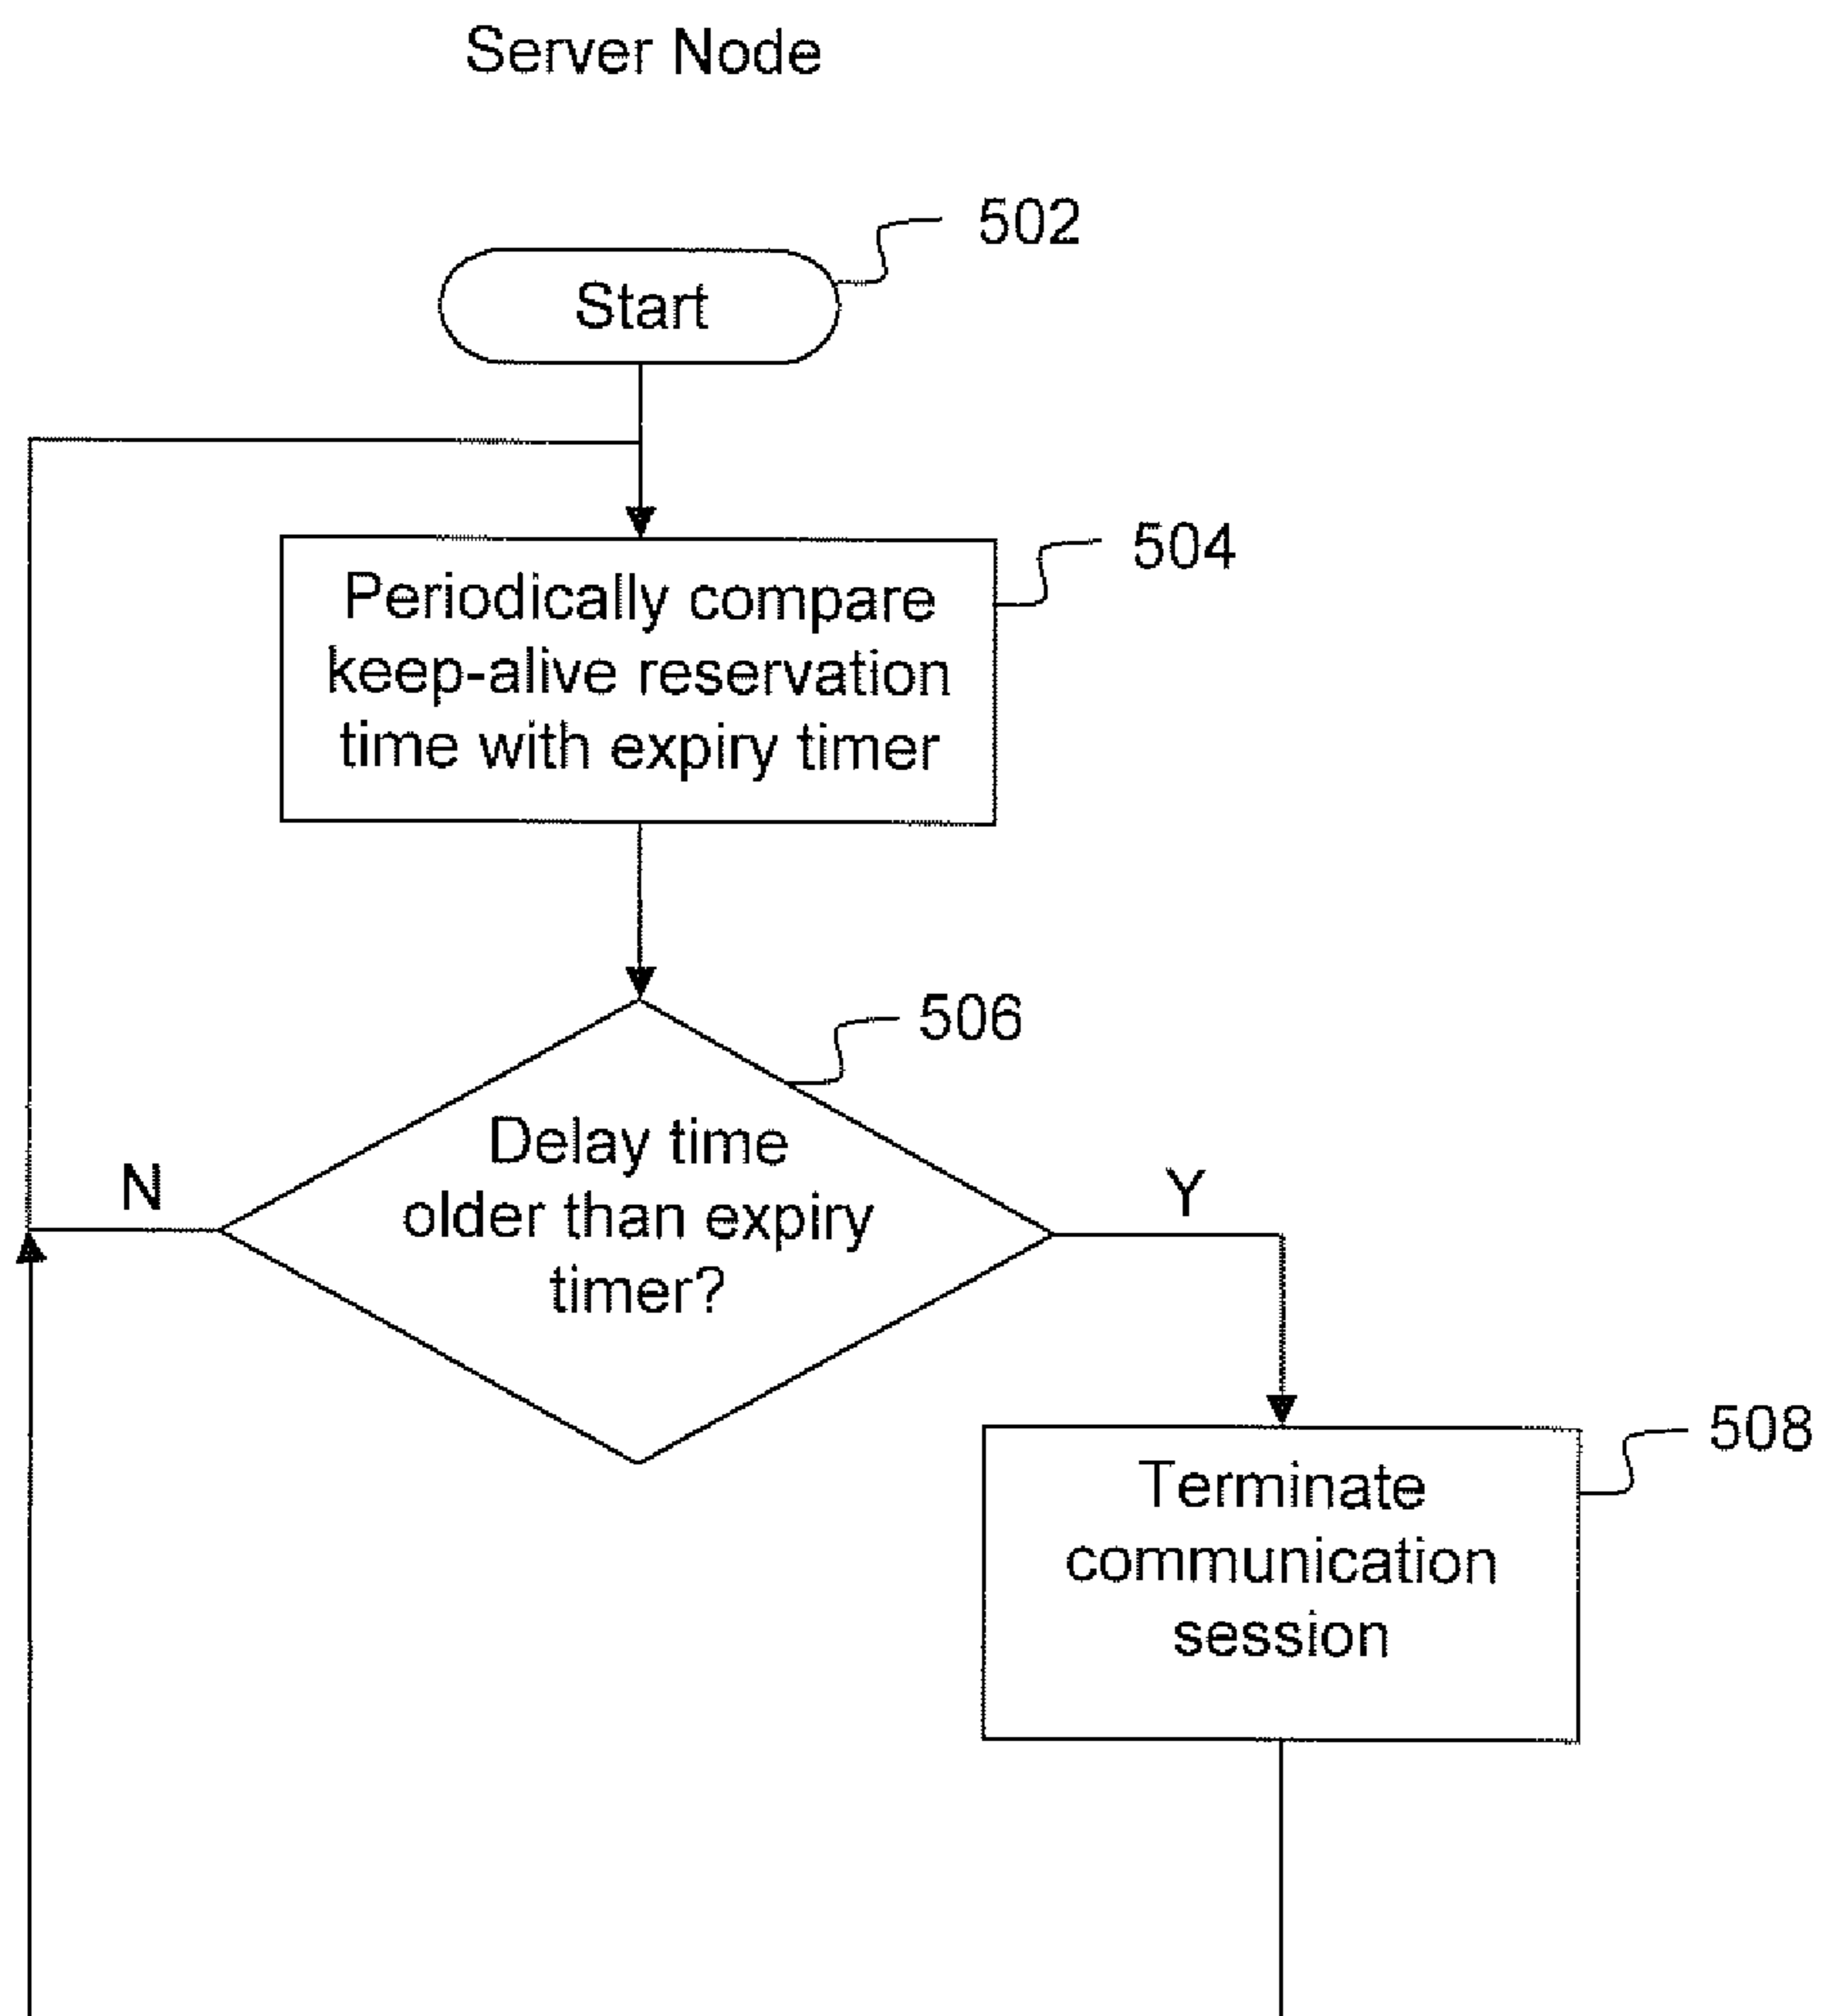 Server Node
502
Start
504
Periodically compare
keep-alive reservation
time with expiry timer
506
Delay time
older than expiry
timer?
N
Y
508
Terminate
communication
session